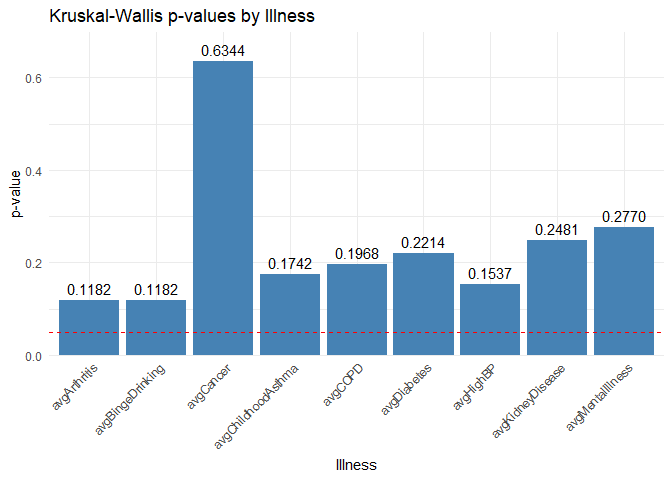 Kruskal-Wallis p-values by Illness
0.6344
0.6
0.4
p-value
0.2770
0.2481
0.2214
0.1968
0.2
0.1742
0.1537
0.1182
0.1182
0.0
avgArthritis
avgBingeDrinking
avgCancer
avgChildhoodAsthma
avgCOPD
avgDiabetes
avgHighBP
avgKidneyDisease
avgMentalIllness
Illness